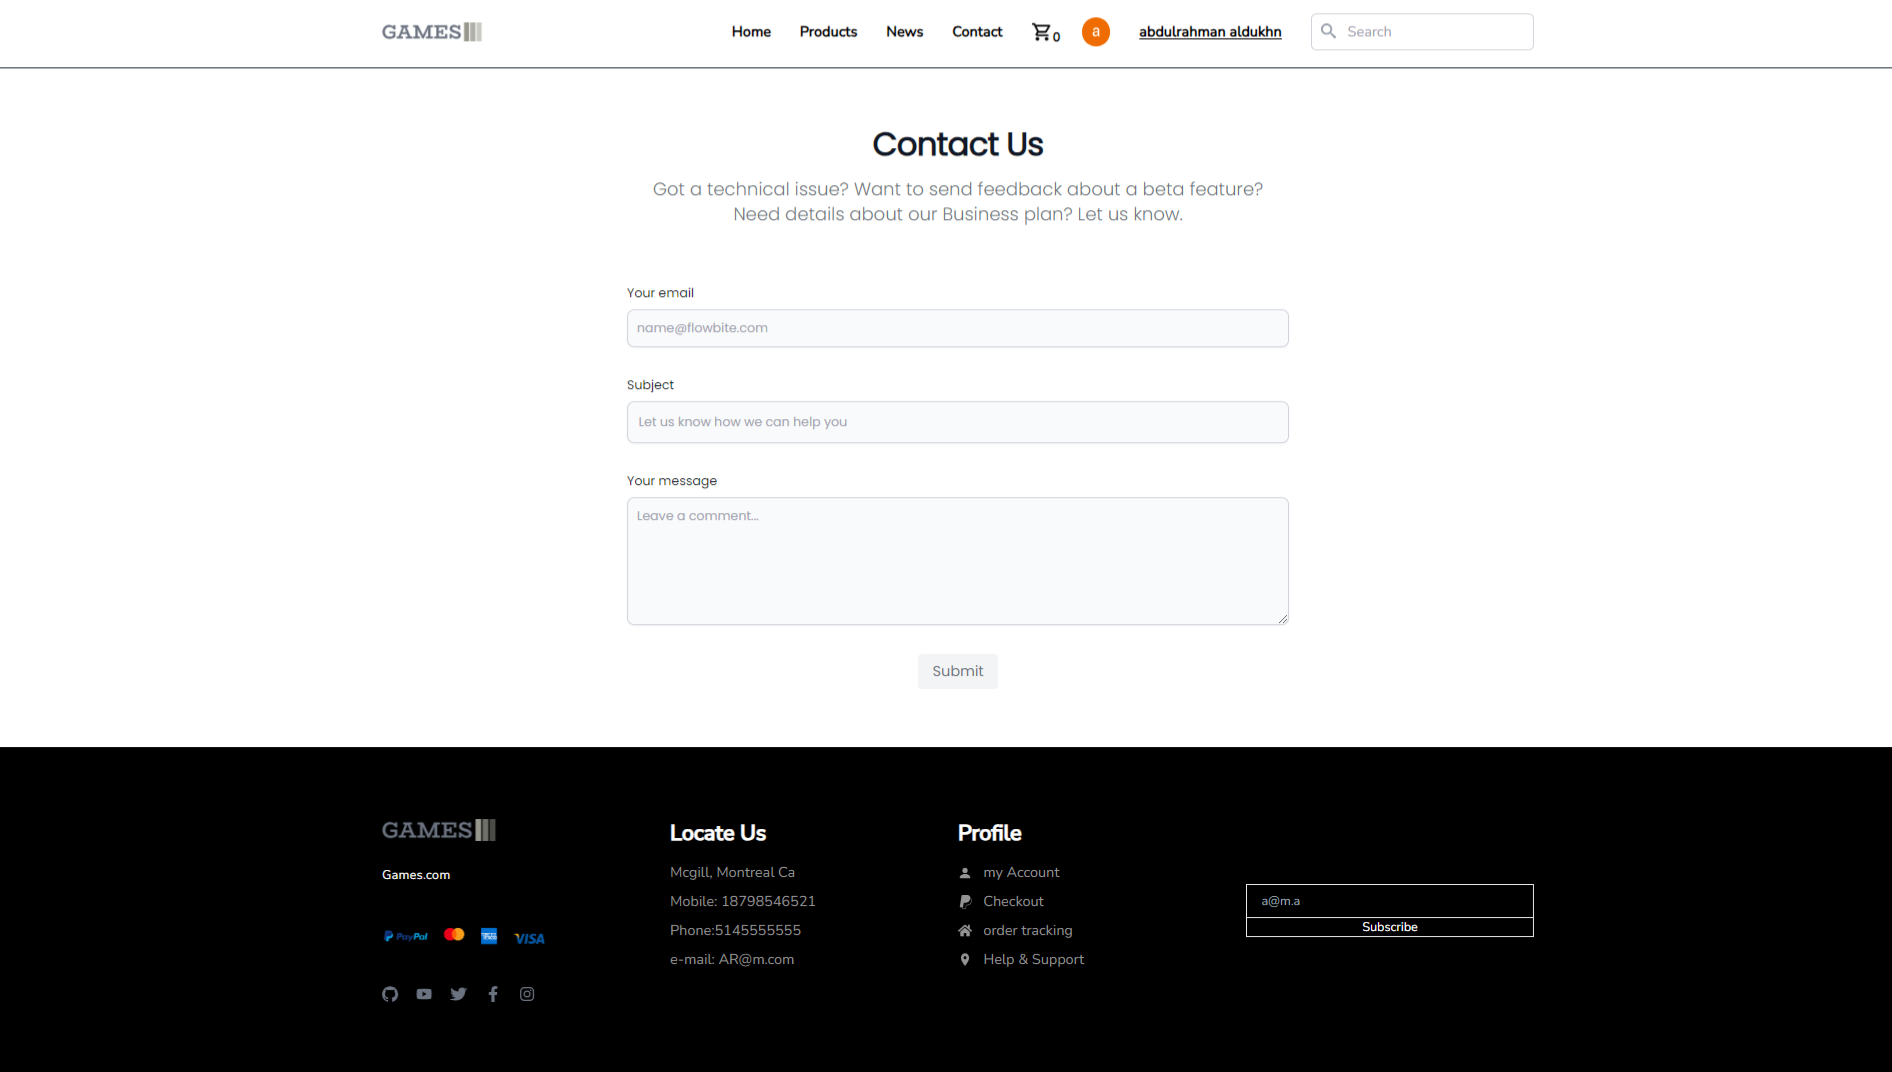 GAMES
Home Products News Contact 0 a abdulrahman aldukhn Search
Contact Us
Got a technical issue? Want to send feedback about a beta feature?
Need details about our Business plan? Let us know.
Your email
name@flowbite.com
Subject
Let us know how we can help you
Your message
Leave a comment...
Submit
GAMES
Games.com
PayPal VISA
Locate Us
Mcgill, Montreal Ca
Mobile: 18798546521
Phone:5145555555
e-mail: AR@m.com
Profile
my Account
Checkout
order tracking
Help & Support
a@m.a
Subscribe